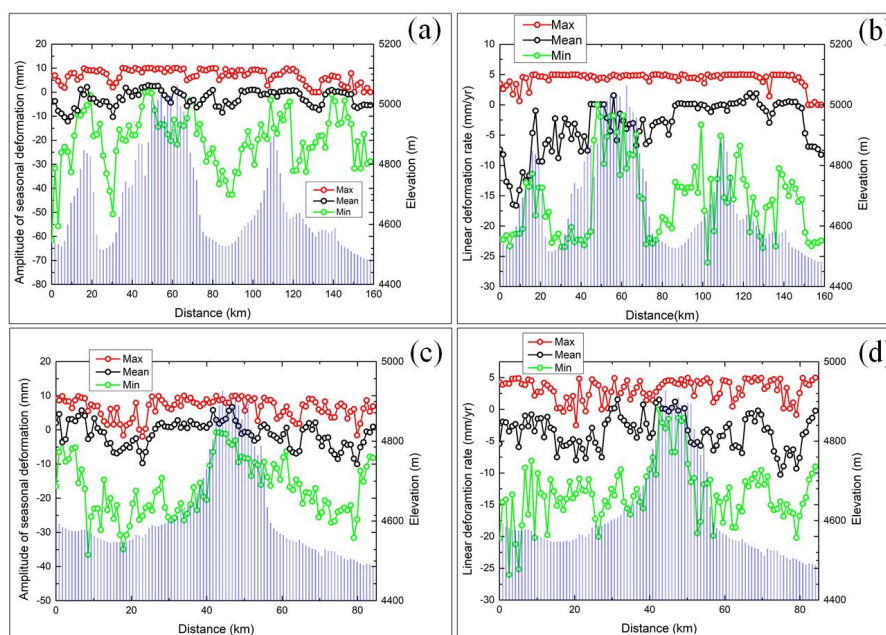 (a)
Amplitude of seasonal deformation (mm)
20
10
0
-10
-20
-30
-40
-50
-60
-70
-80
5200
5000
4800
4600
4400
Elevation (m)
Max
Mean
Min
0 20 40 60 80 100 120 140 160
Distance (km)
(b)
Max
Mean
Min
Linear deformation rate (mm/yr)
10
5
0
-5
-10
-15
-20
-25
-30
5200
5000
4800
4600
4400
Elevation (m)
0 20 40 60 80 100 120 140 160
Distance(km)
(c)
Max
Mean
Min
Amplitude of seasonal deformation (mm)
20
10
0
-10
-20
-30
-40
-50
5000
4800
4600
4400
Elevation (m)
0 20 40 60 80
Distance (km)
(d)
Max
Mean
Min
Linear deforamtion rate (mm/yr)
5
0
-5
-10
-15
-20
-25
-30
5000
4800
4600
4400
Elevation (m)
0 20 40 60 80
Distance (km)